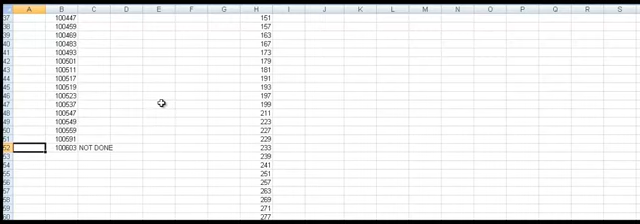 A B C D E F G H I J K L M N O P Q R S
37 100447 151
38 100459 157
39 100469 163
40 100483 167
41 100493 173
42 100501 179
43 100511 181
44 100517 191
45 100519 193
46 100523 197
47 100537 199
48 100547 211
49 100549 223
50 100559 227
51 100591 229
52 100603 NOT DONE 233
53 239
54 241
55 251
56 257
57 263
58 269
59 271
60 277